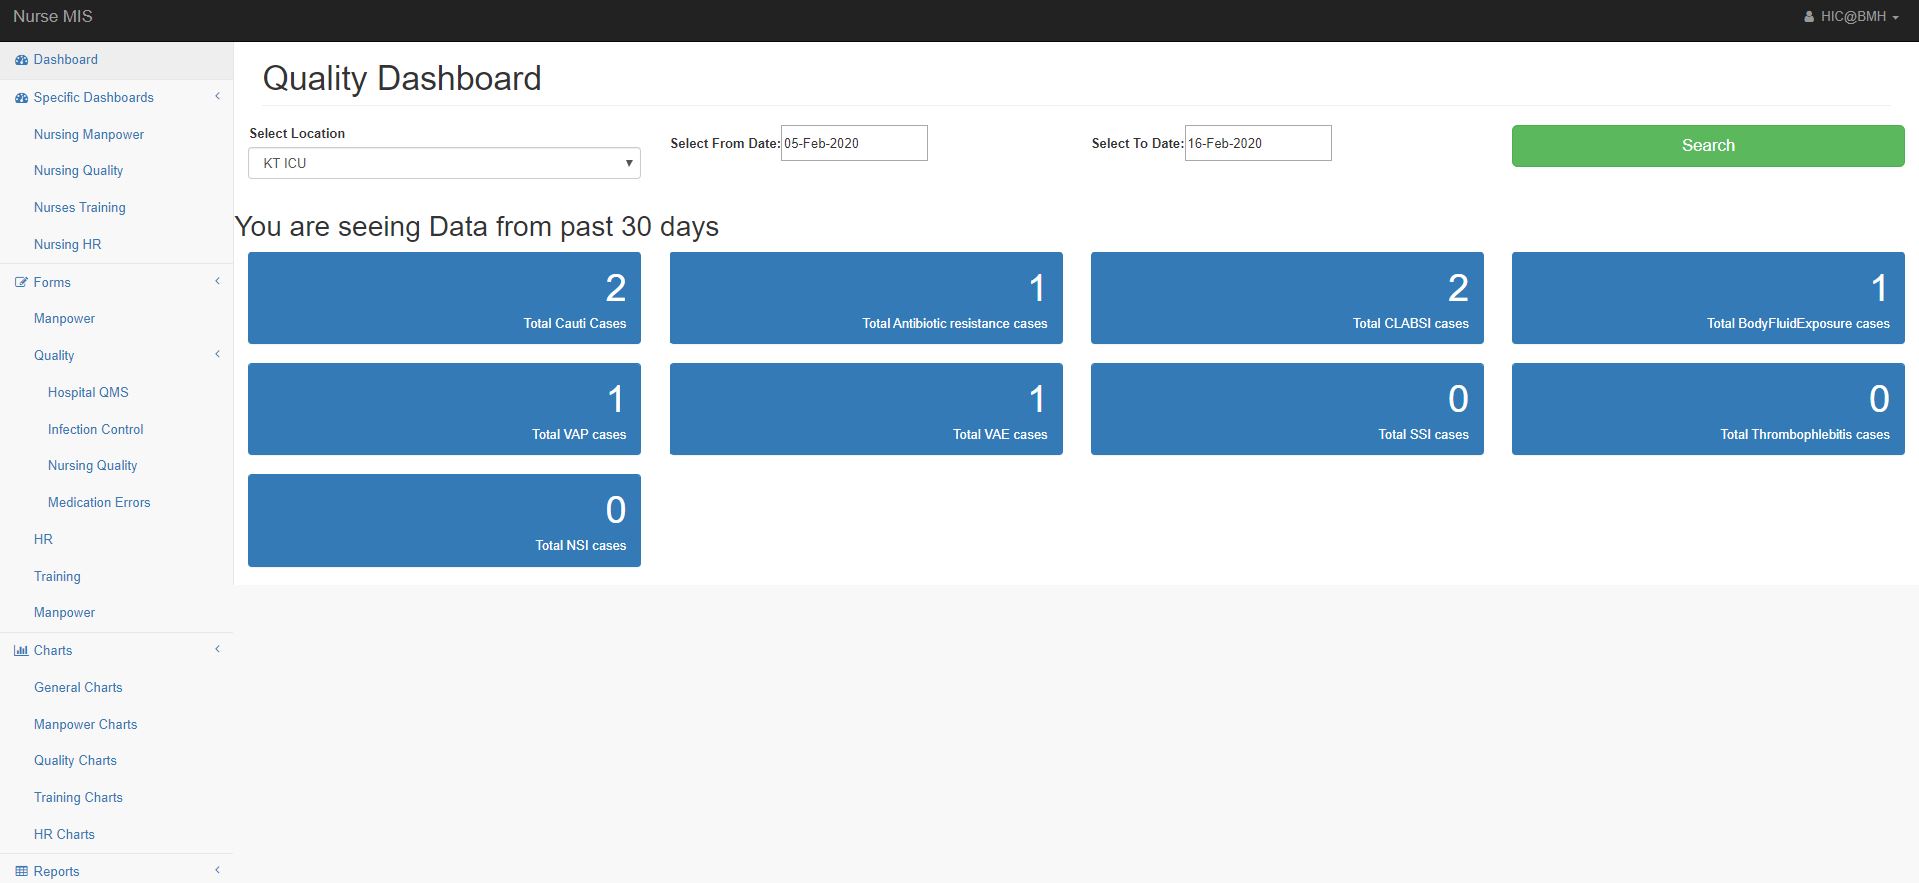 Nurse MIS
HIC@BMH
Dashboard
Specific Dashboards
Nursing Manpower
Nursing Quality
Nurses Training
Nursing HR
Forms
Manpower
Quality
Hospital QMS
Infection Control
Nursing Quality
Medication Errors
HR
Training
Manpower
Charts
General Charts
Manpower Charts
Quality Charts
Training Charts
HR Charts
Reports
Quality Dashboard
Select Location
KT ICU
Select From Date: 05-Feb-2020
Select To Date: 16-Feb-2020
Search
You are seeing Data from past 30 days
2
Total Cauti Cases
1
Total Antibiotic resistance cases
2
Total CLABSI cases
1
Total BodyFluidExposure cases
1
Total VAP cases
1
Total VAE cases
0
Total SSI cases
0
Total Thrombophlebitis cases
0
Total NSI cases